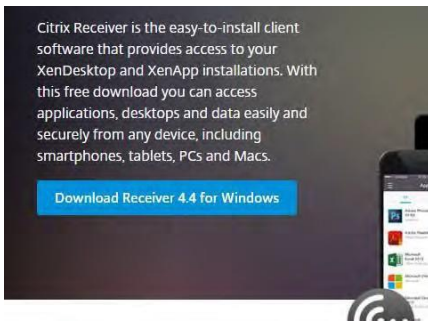 Citrix Receiver is the easy-to-install client
software that provides access to your
XenDesktop and XenApp installations. With
this free download you can access
applications, desktops and data easily and
securely from any device, including
smartphones, tablets, PCs and Macs.
Download Receiver 4.4 for Windows
Ps